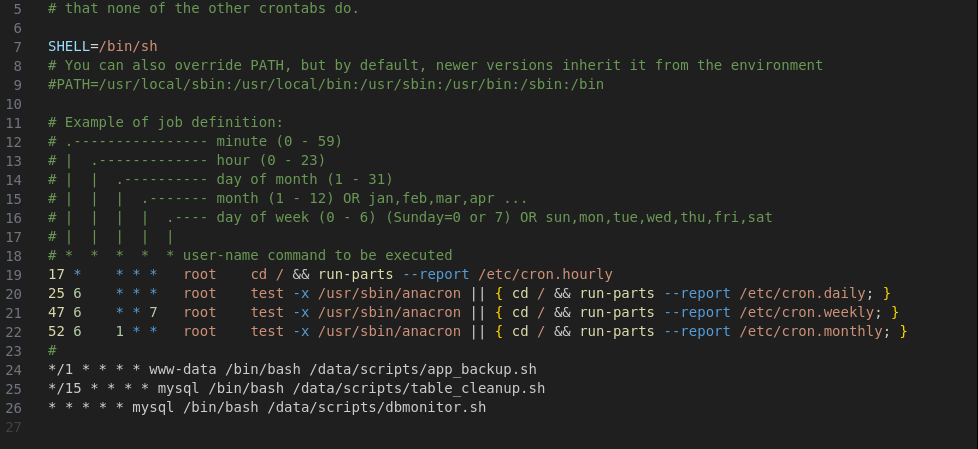 5 # that none of the other crontabs do.
6
7 SHELL=/bin/sh
8 # You can also override PATH, but by default, newer versions inherit it from the environment
9 #PATH=/usr/local/sbin:/usr/local/bin:/usr/sbin:/usr/bin:/sbin:/bin
10
11 # Example of job definition:
12 # .---------------- minute (0 - 59)
13 # |  .------------- hour (0 - 23)
14 # |  |  .---------- day of month (1 - 31)
15 # |  |  |  .------- month (1 - 12) OR jan,feb,mar,apr ...
16 # |  |  |  |  .---- day of week (0 - 6) (Sunday=0 or 7) OR sun,mon,tue,wed,thu,fri,sat
17 # |  |  |  |  |
18 # *  *  *  *  * user-name command to be executed
19 17 *    * * *   root    cd / && run-parts --report /etc/cron.hourly
20 25 6    * * *   root    test -x /usr/sbin/anacron || { cd / && run-parts --report /etc/cron.daily; }
21 47 6    * * 7   root    test -x /usr/sbin/anacron || { cd / && run-parts --report /etc/cron.weekly; }
22 52 6    1 * *   root    test -x /usr/sbin/anacron || { cd / && run-parts --report /etc/cron.monthly; }
23 #
24 */1 * * * * www-data /bin/bash /data/scripts/app_backup.sh
25 */15 * * * * mysql /bin/bash /data/scripts/table_cleanup.sh
26 * * * * * mysql /bin/bash /data/scripts/dbmonitor.sh
27